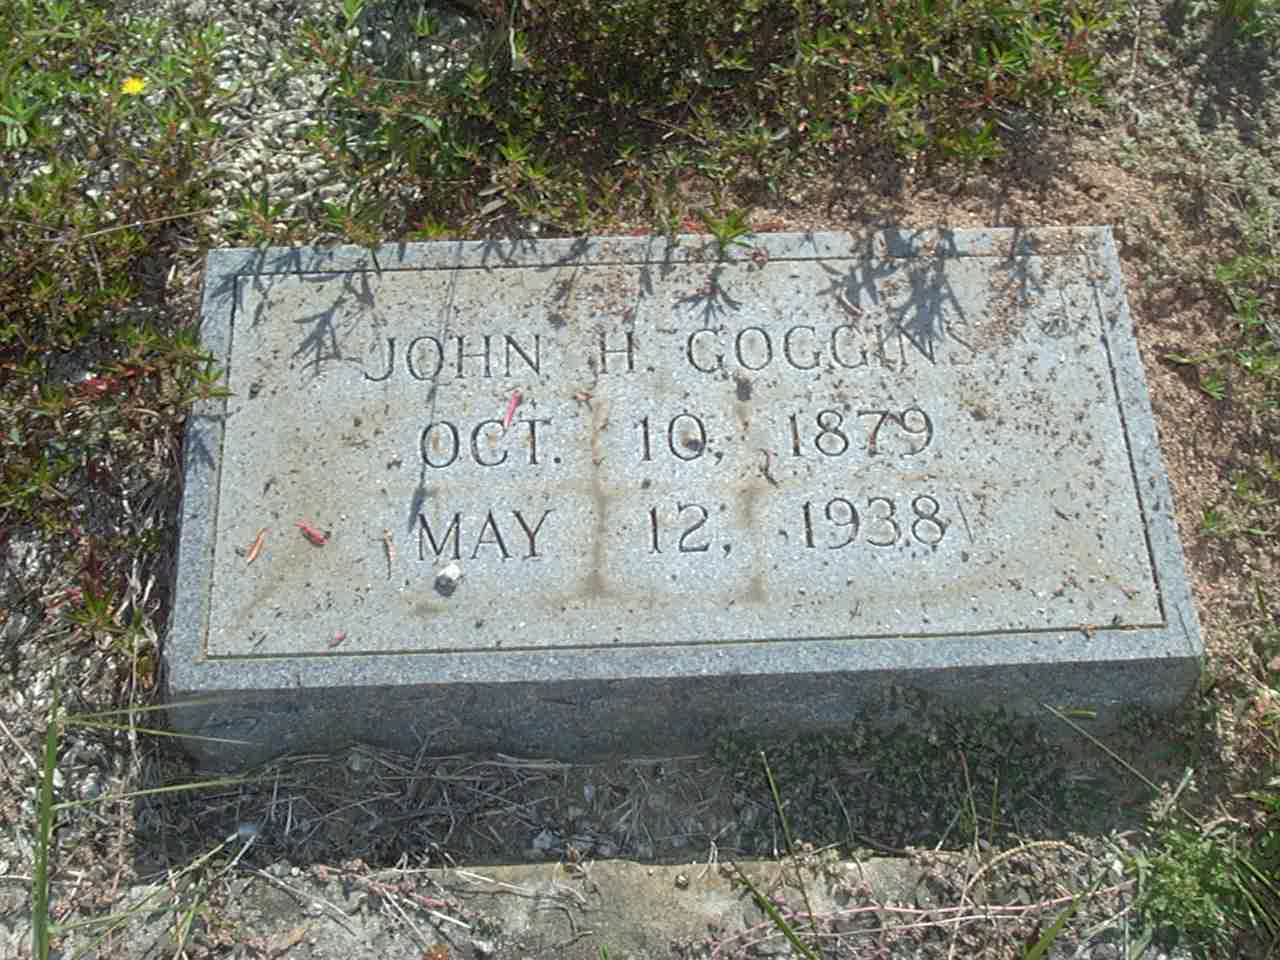 JOHN H. GOGGINS
OCT. 10, 1879
MAY 12, 1938